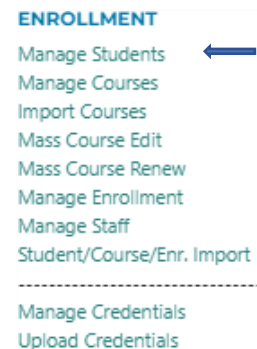 ENROLLMENT
Manage Students
Manage Courses
Import Courses
Mass Course Edit
Mass Course Renew
Manage Enrollment
Manage Staff
Student/Course/Enr. Import
------------------------------------
Manage Credentials
Upload Credentials